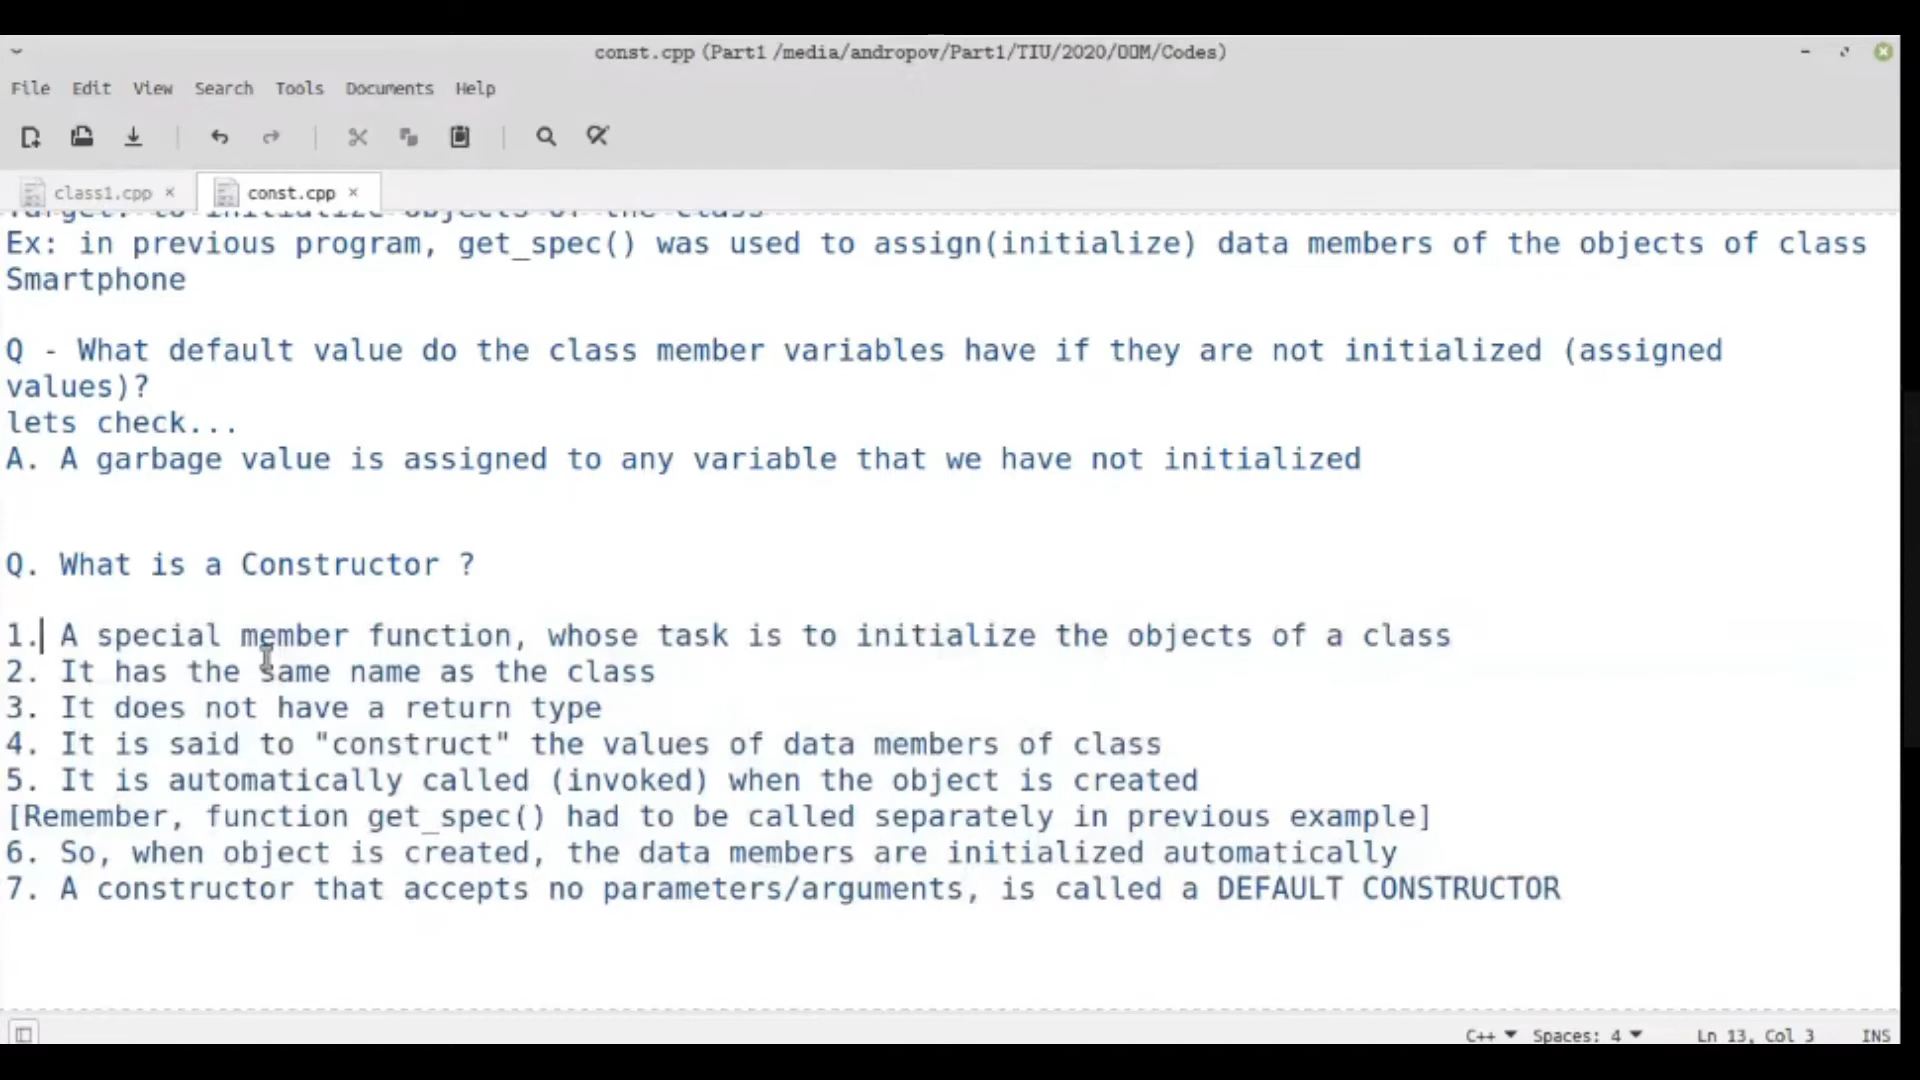 const.cpp (Part1 /media/andropov/Part1/TIU/2020/OOM/Codes)
File Edit View Search Tools Documents Help
class1.cpp × const.cpp ×
Target: to initialize objects of the class
Ex: in previous program, get_spec() was used to assign(initialize) data members of the objects of class
Smartphone
Q - What default value do the class member variables have if they are not initialized (assigned
values)?
lets check...
A. A garbage value is assigned to any variable that we have not initialized
Q. What is a Constructor ?
1. A special member function, whose task is to initialize the objects of a class
2. It has the same name as the class
3. It does not have a return type
4. It is said to "construct" the values of data members of class
5. It is automatically called (invoked) when the object is created
[Remember, function get_spec() had to be called separately in previous example]
6. So, when object is created, the data members are initialized automatically
7. A constructor that accepts no parameters/arguments, is called a DEFAULT CONSTRUCTOR
C++ Spaces: 4 Ln 13, Col 3 INS